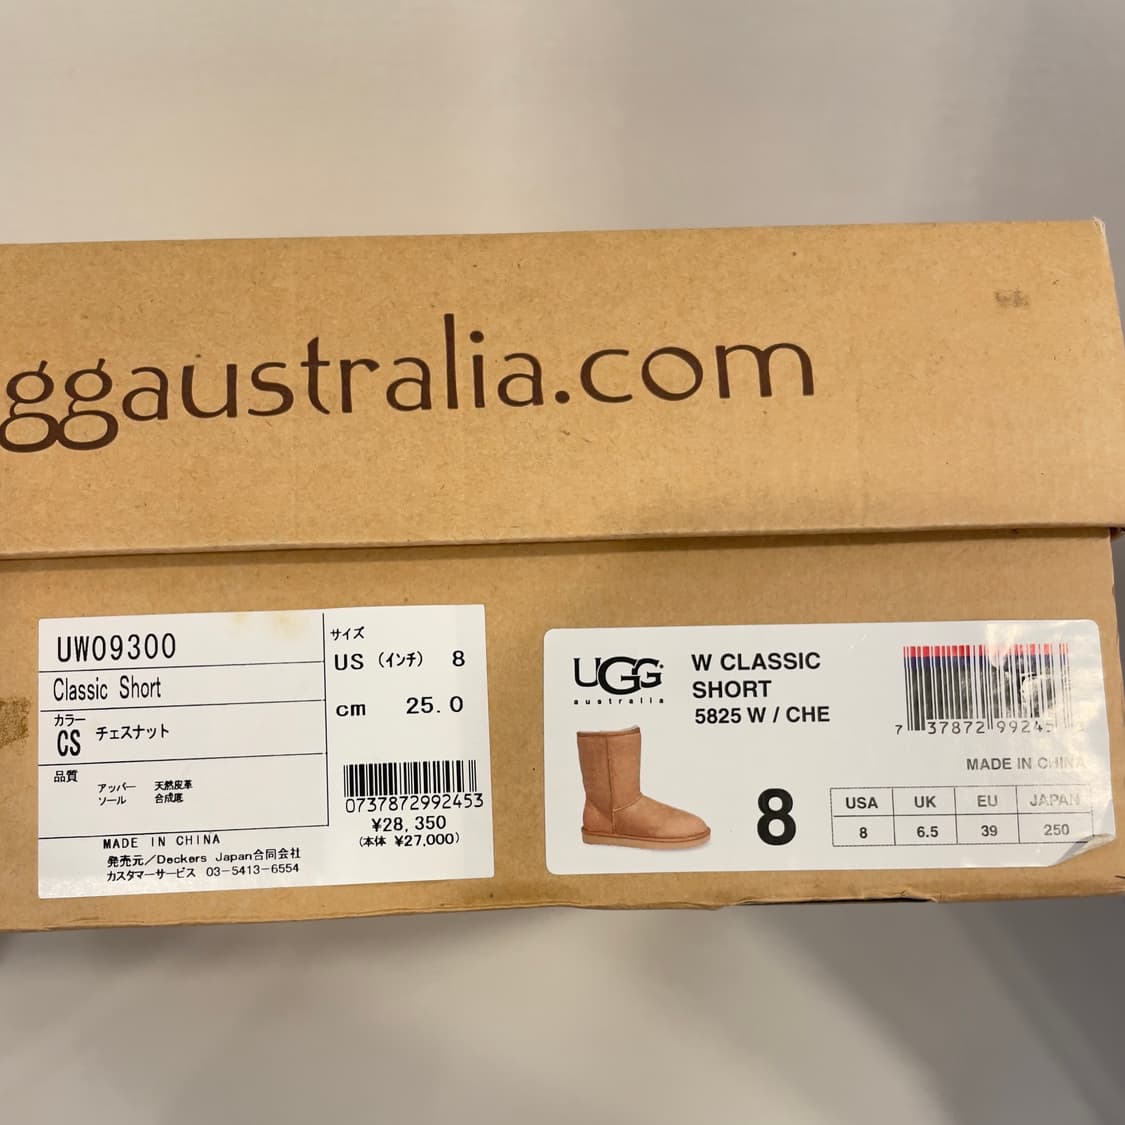 ggaustralia.com
UW09300
Classic Short
カラー
CS チェスナット
品質
アッパー 天然皮革
ソール 合成底
MADE IN CHINA
発売元/Deckers Japan合同会社
カスタマーサービス 03-5413-6554
サイズ
US (インチ) 8
cm 25.0
0737872992453
¥28,350
(本体 ¥27,000)
UGG
australia
W CLASSIC
SHORT
5825 W / CHE
7 37872 99245
MADE IN CHINA
8
USA UK EU JAPAN
8 6.5 39 250